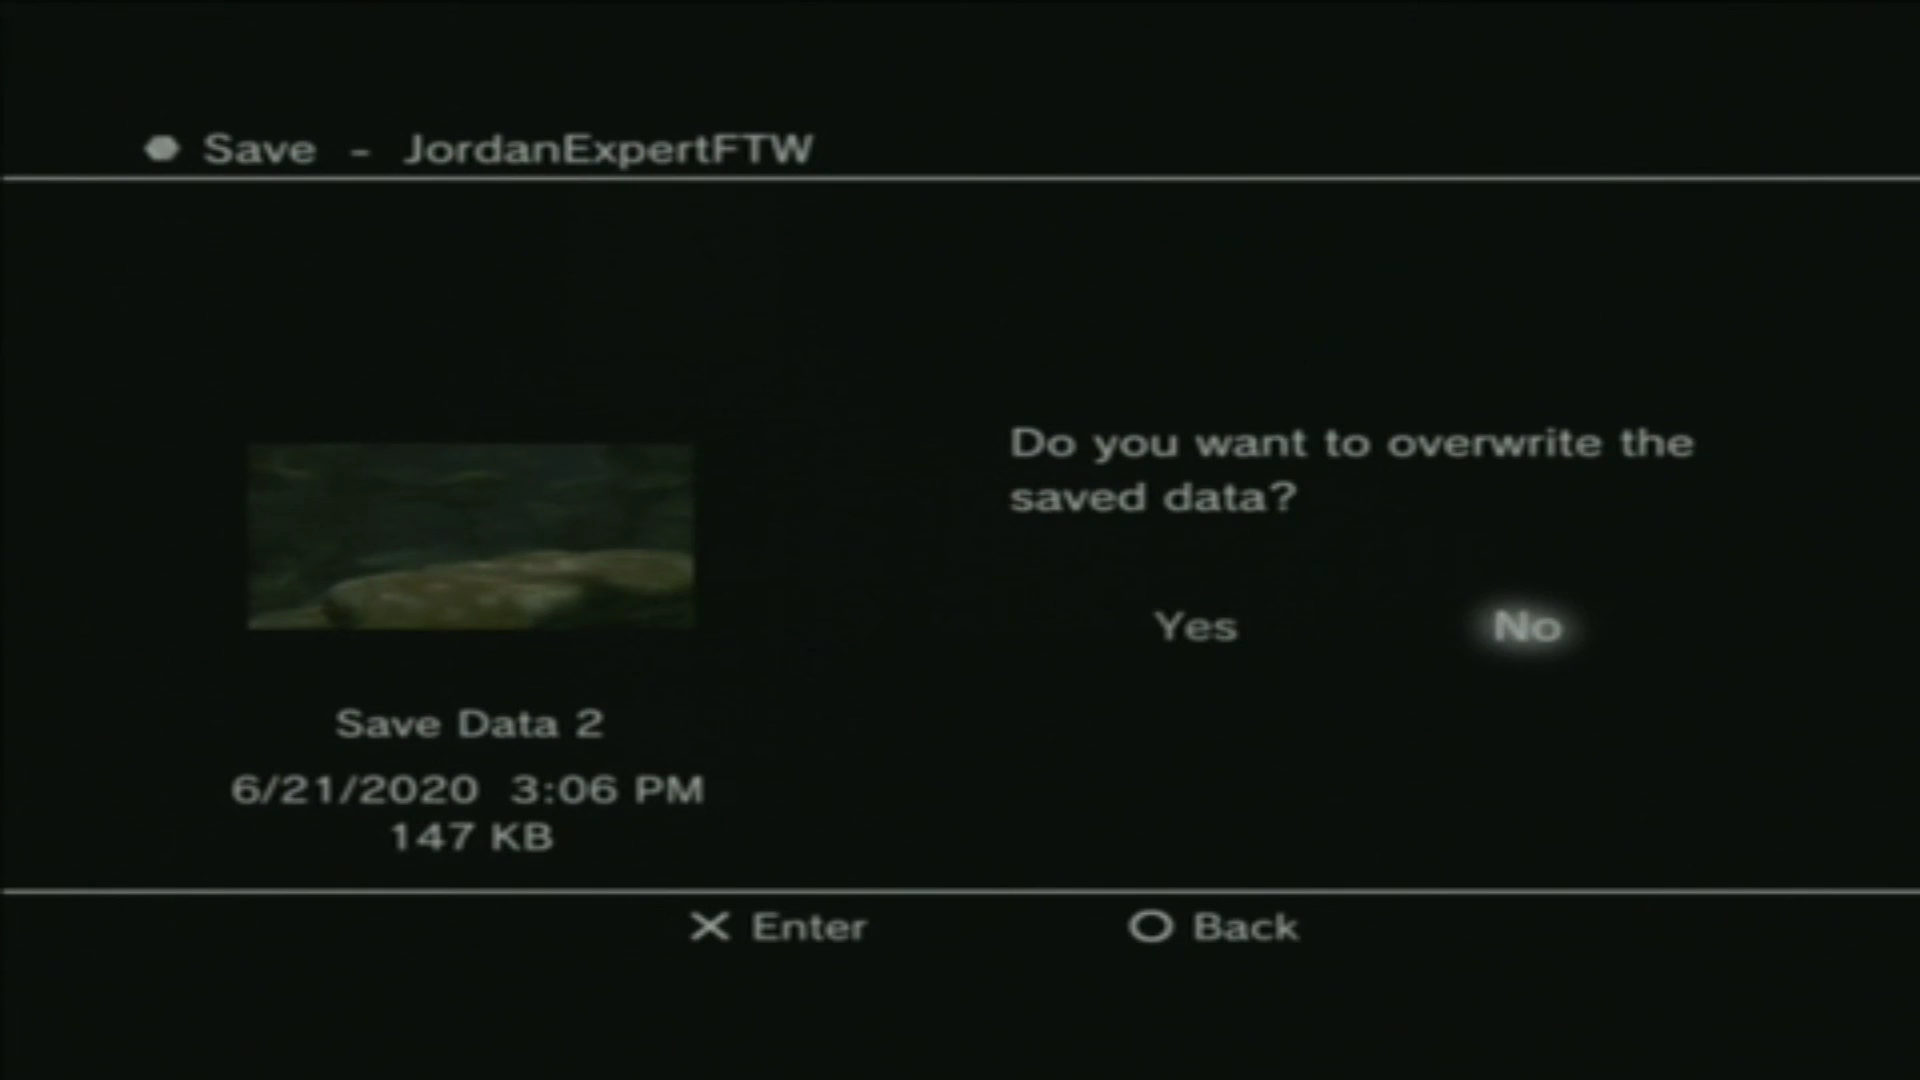 Save - JordanExpertFTW
Do you want to overwrite the
saved data?
Yes No
Save Data 2
6/21/2020 3:06 PM
147 KB
X Enter O Back